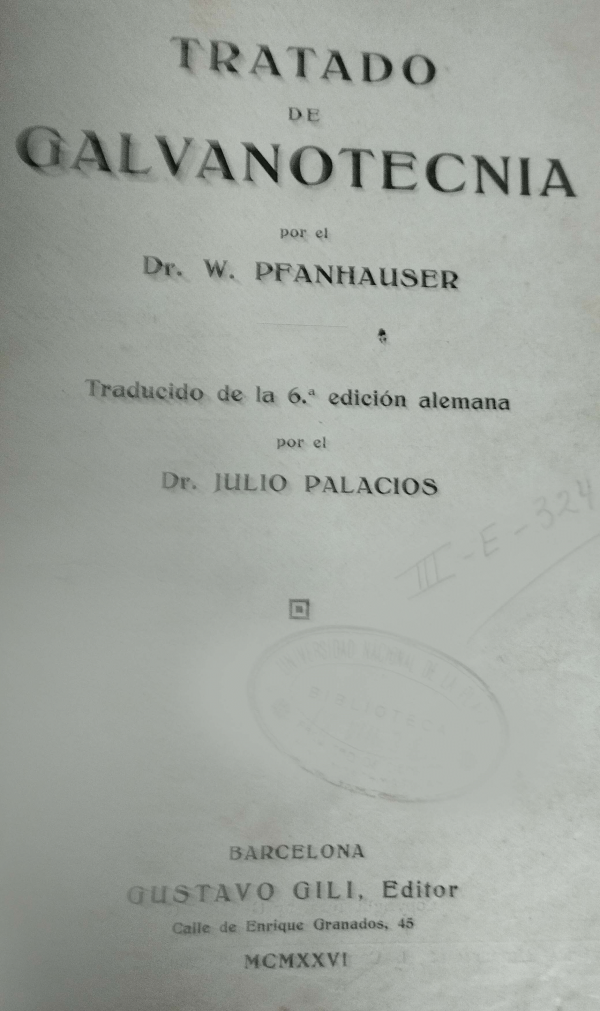 TRATADO
DE
GALVANOTECNIA
por el
Dr. W. PFANHAUSER
Traducido de la 6.ª edición alemana
por el
Dr. JULIO PALACIOS
III-E-324
BARCELONA
GUSTAVO GILI, Editor
Calle de Enrique Granados, 45
MCMXXVI